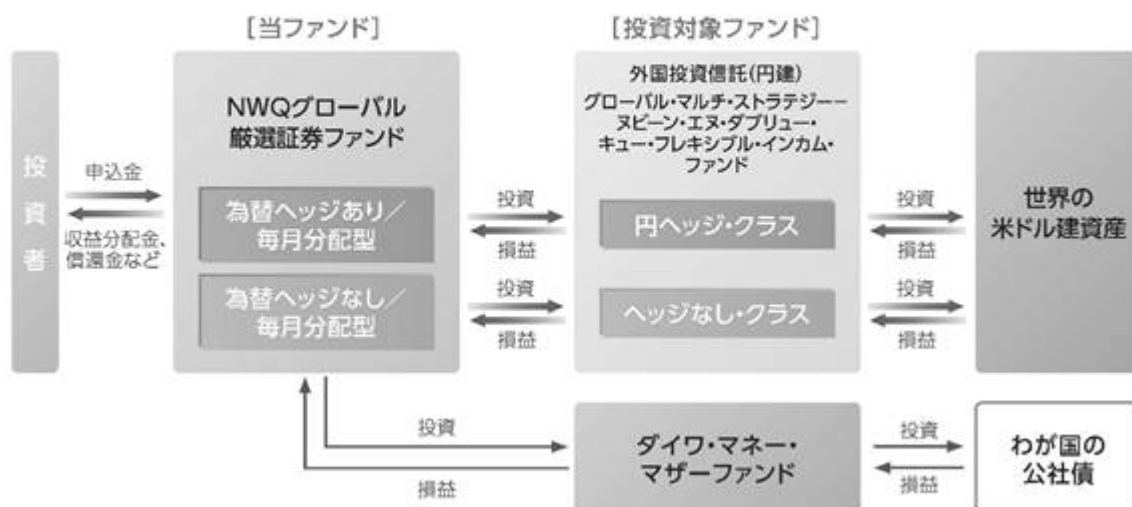 [当ファンド]
[投資対象ファンド]
投資者
申込金
収益分配金、
償還金など
NWQグローバル
厳選証券ファンド
為替ヘッジあり／
毎月分配型
為替ヘッジなし／
毎月分配型
投資
損益
投資
損益
外国投資信託(円建)
グローバル・マルチ・ストラテジー－
ヌビーン・エヌ・ダブリュー・
キュー・フレキシブル・インカム・
ファンド
円ヘッジ・クラス
ヘッジなし・クラス
投資
損益
投資
損益
世界の
米ドル建資産
投資
損益
ダイワ・マネー・
マザーファンド
投資
損益
わが国の
公社債